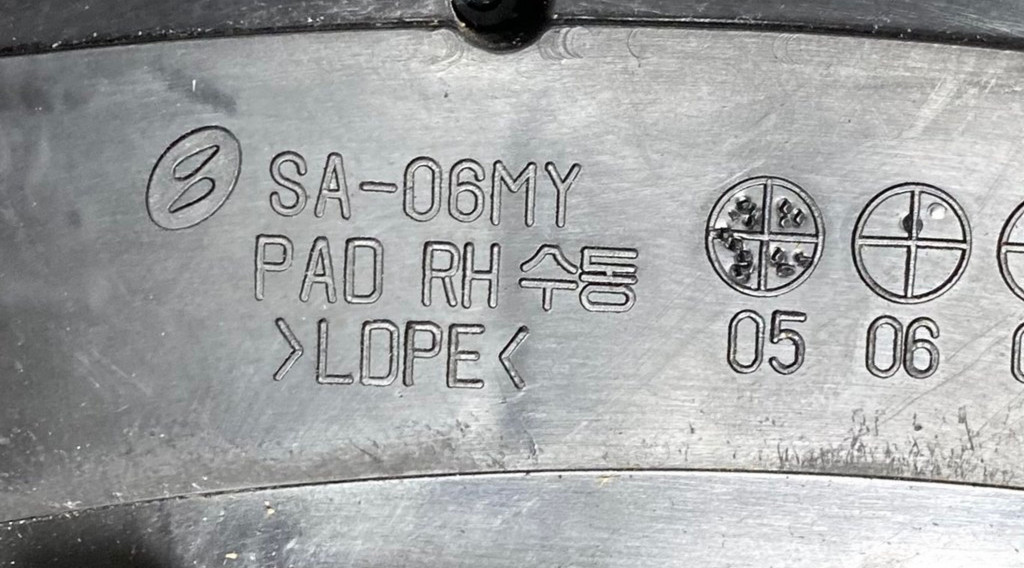 SA-06MY
PAD RH 수동
>LDPE<
05 06